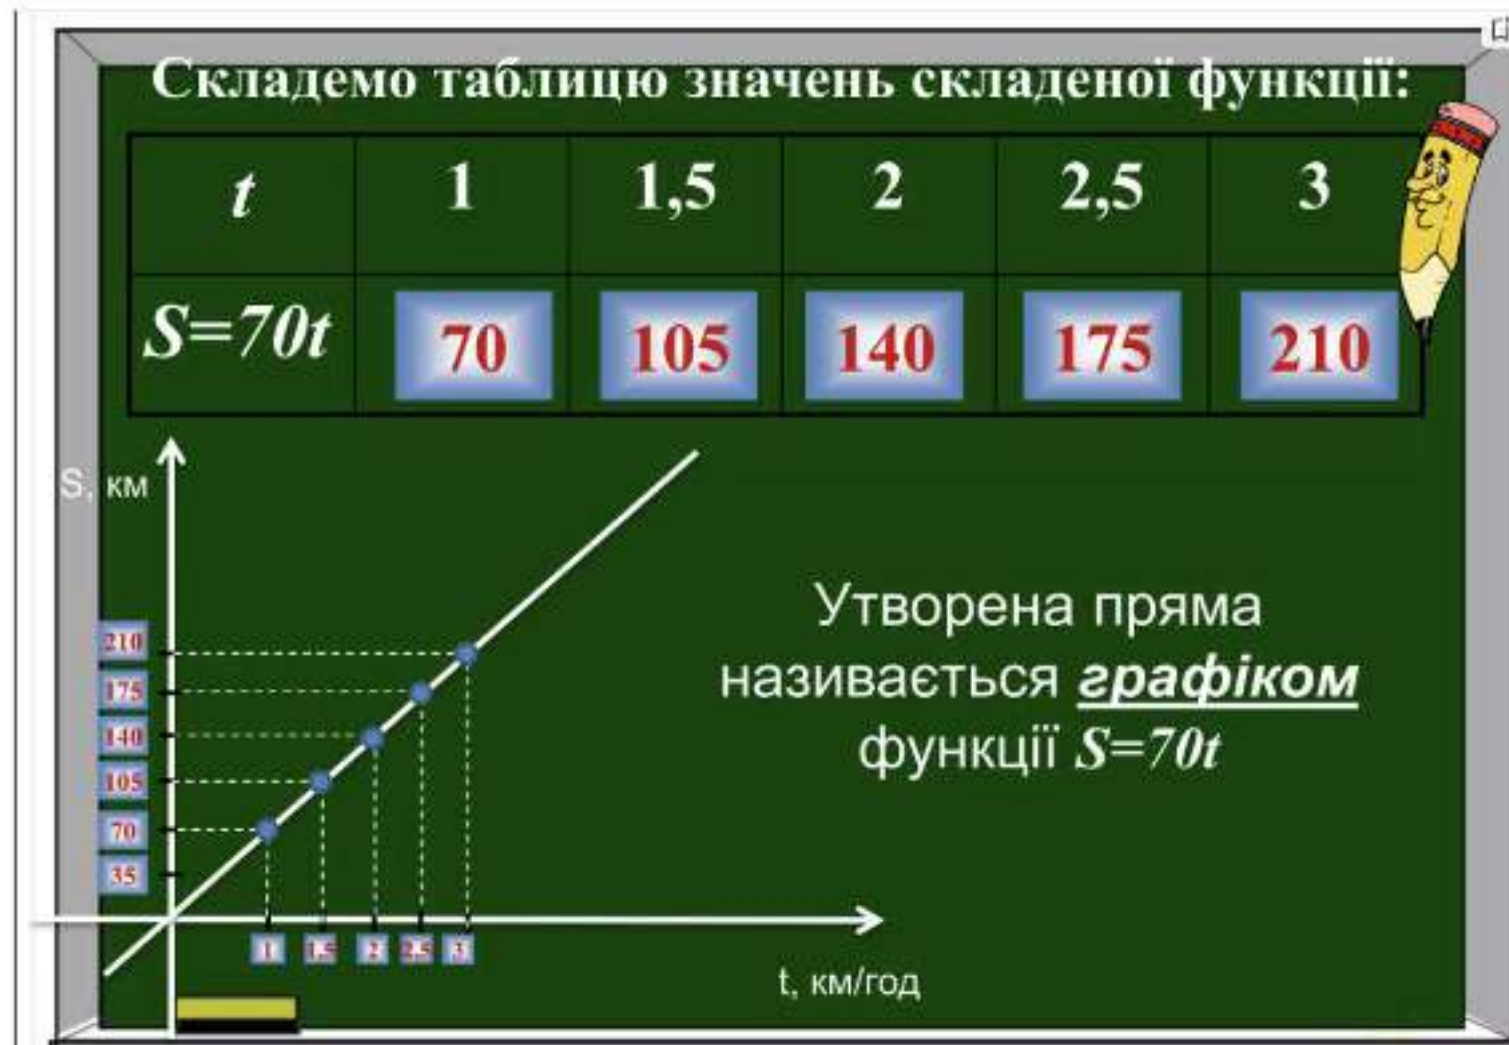 Складемо таблицю значень складеної функції:
t 1 1,5 2 2,5 3
S=70t 70 105 140 175 210
S, км
210
175
140
105
70
35
1 1,5 2 2,5 3
t, км/год
Утворена пряма
називається графіком
функції S=70t